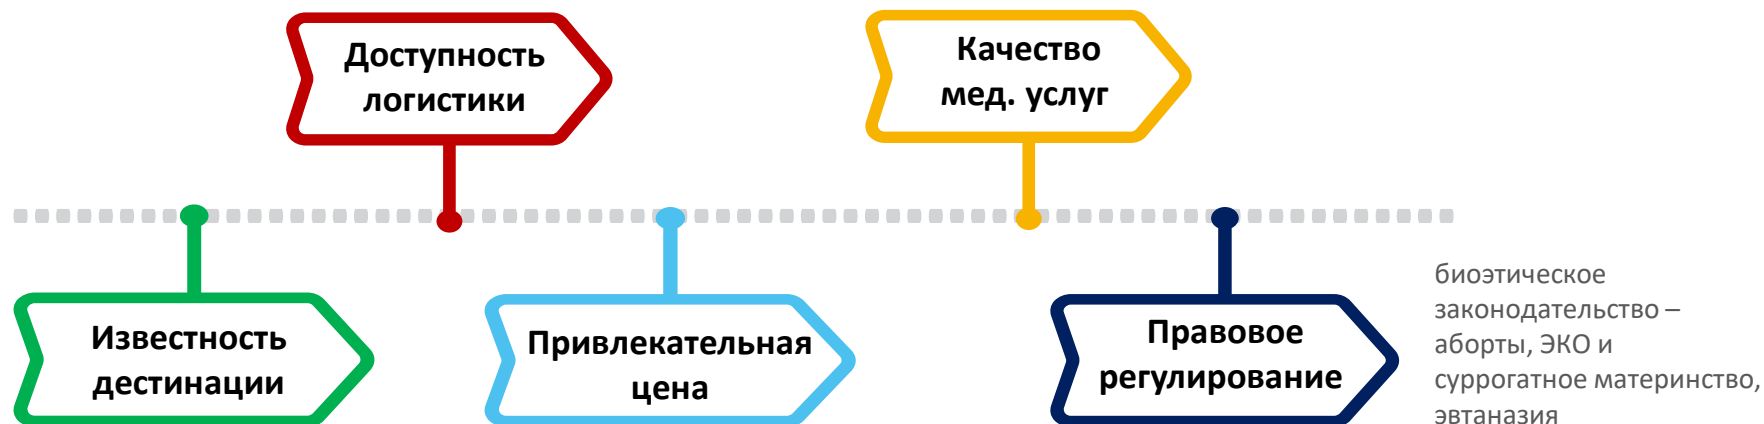 Доступность
логистики
Качество
мед. услуг
Известность
дестинации
Привлекательная
цена
Правовое
регулирование
биоэтическое
законодательство –
аборты, ЭКО и
суррогатное материнство,
эвтаназия